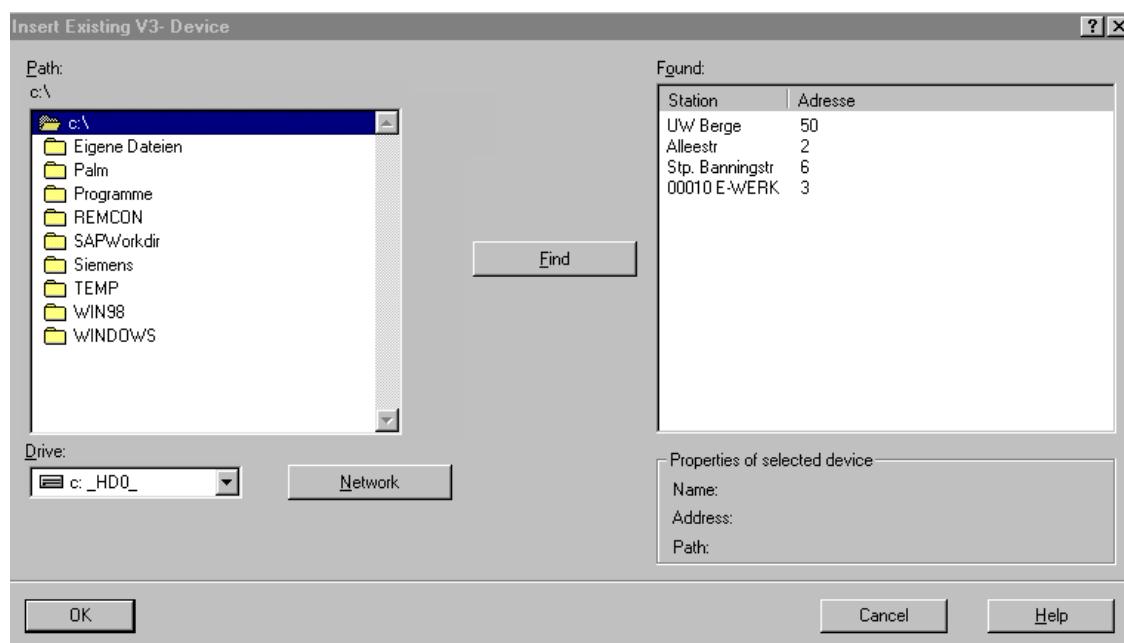 Insert Existing V3- Device
Path:
c:\
c:\
Eigene Dateien
Palm
Programme
REMCON
SAPWorkdir
Siemens
TEMP
WIN98
WINDOWS
Drive:
c: _HD0_
Network
Find
Found:
Station Adresse
UW Berge 50
Alleestr 2
Stp. Banningstr 6
00010 E-WERK 3
Properties of selected device
Name:
Address:
Path:
OK
Cancel
Help